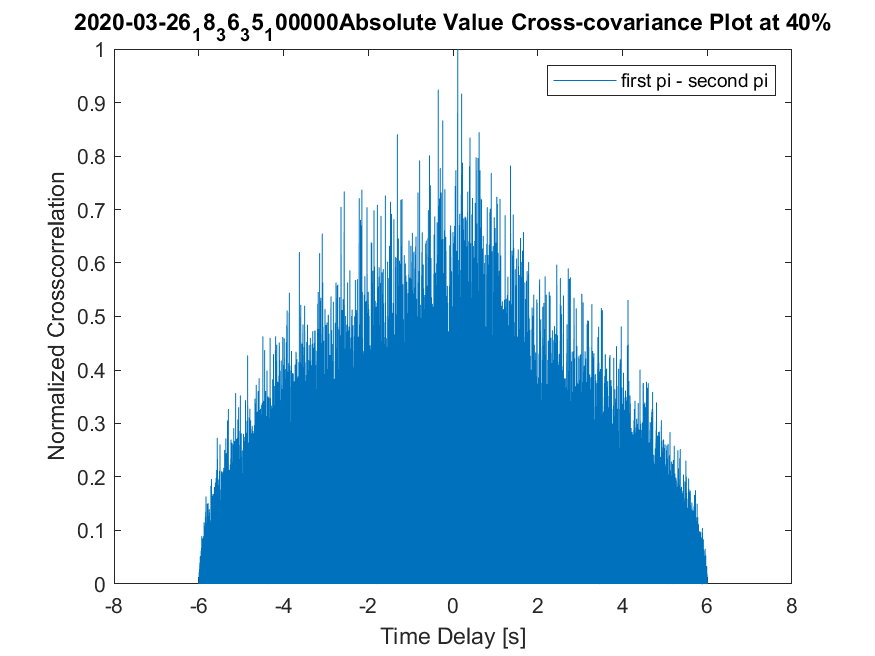 2020-03-26₁8₃6₃5₁00000Absolute Value Cross-covariance Plot at 40%
first pi - second pi
Normalized Crosscorrelation
1
0.9
0.8
0.7
0.6
0.5
0.4
0.3
0.2
0.1
0
-8 -6 -4 -2 0 2 4 6 8
Time Delay [s]